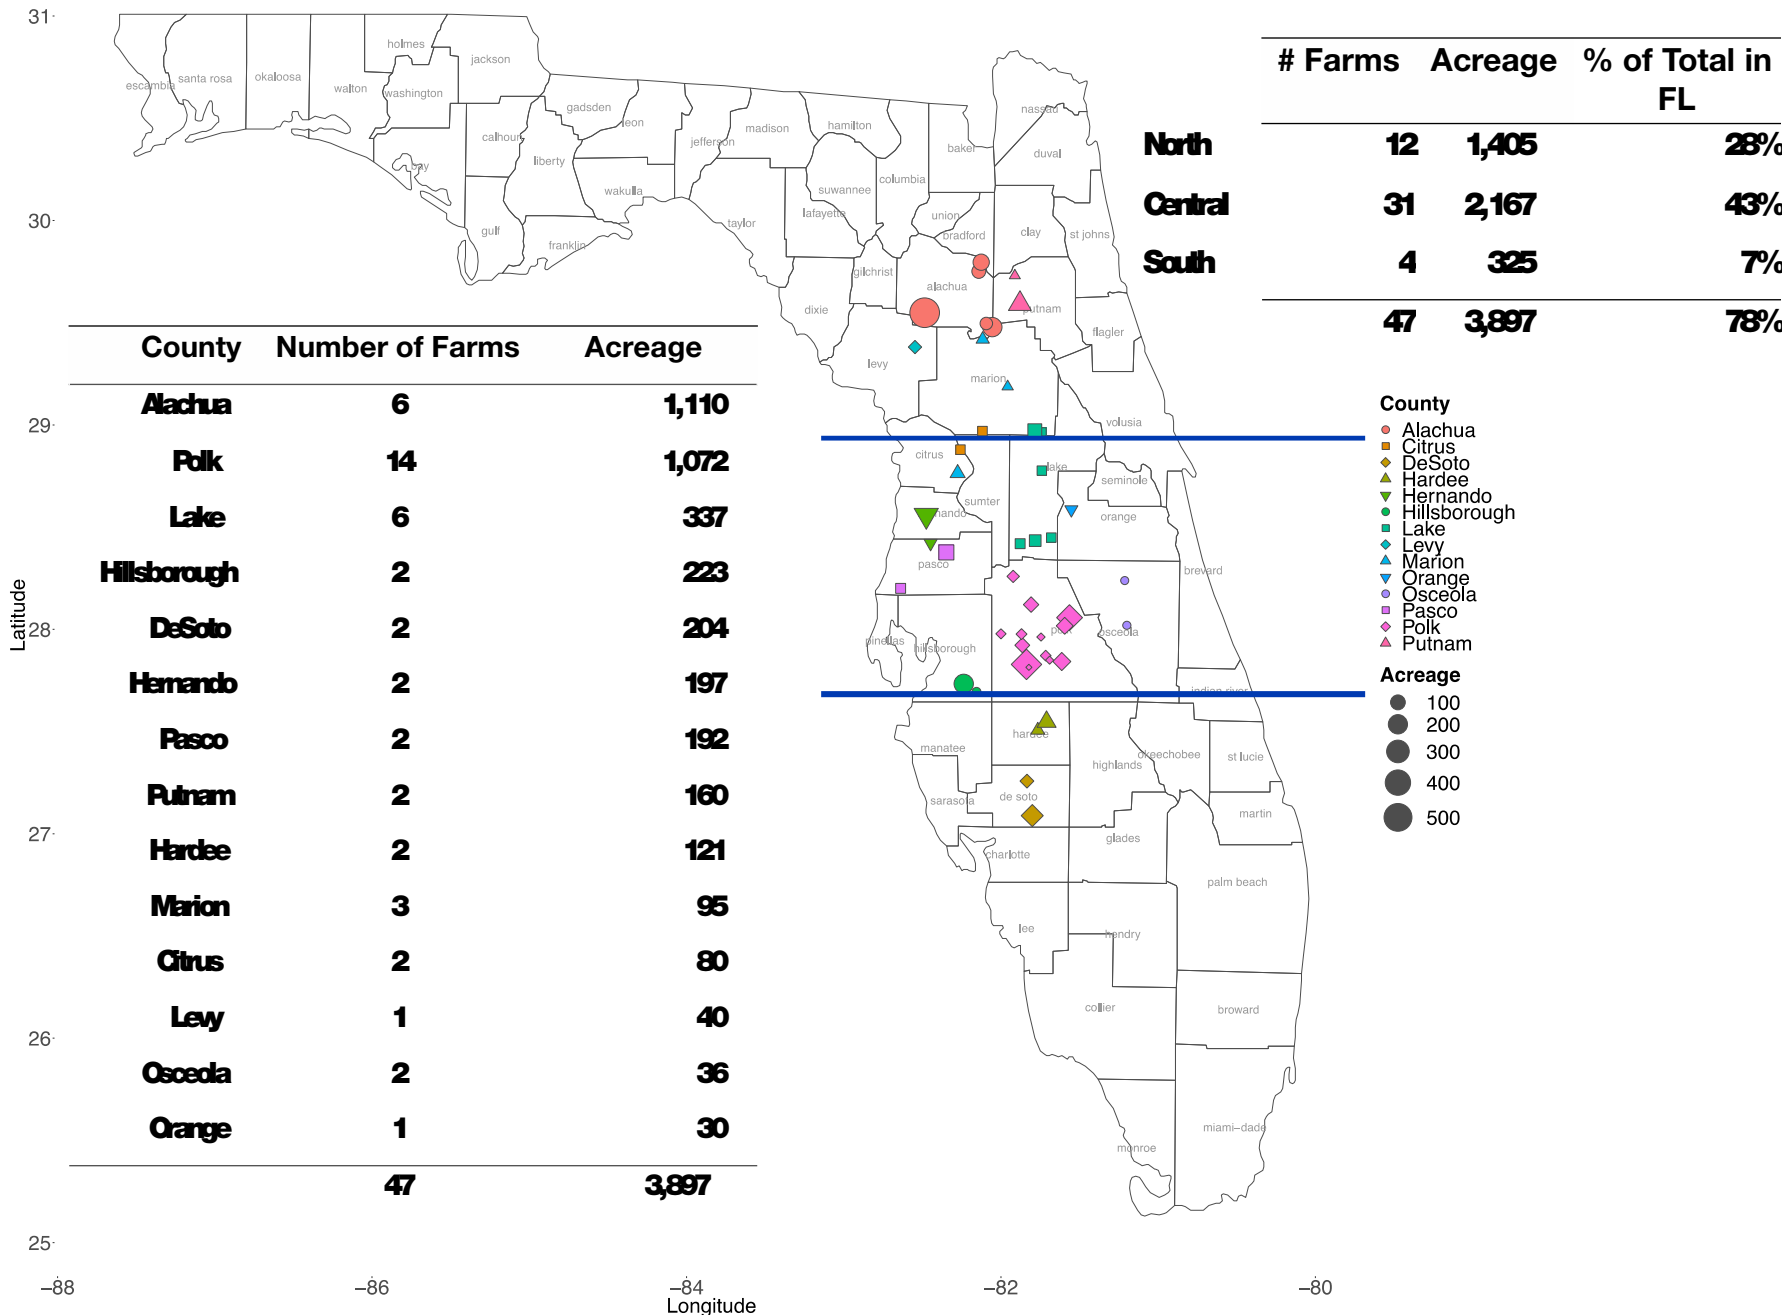 31
30
29
28
27
26
25
Latitude
−88
−86
−84
−82
−80
Longitude
holmes
jackson
escambia
santa rosa
okaloosa
walton
washington
gadsden
leon
calhoun
jefferson
madison
hamilton
liberty
bay
wakulla
gulf
franklin
taylor
lafayette
suwannee
columbia
baker
nassau
duval
union
bradford
clay
st johns
gilchrist
alachua
putnam
dixie
flagler
levy
marion
volusia
citrus
lake
sumter
seminole
nando
orange
pasco
brevard
pinellas
hillsborough
polk
osceola
indian river
manatee
hardee
okeechobee
highlands
st lucie
sarasota
de soto
martin
charlotte
glades
palm beach
lee
hendry
collier
broward
miami−dade
monroe
# Farms Acreage % of Total in
FL
North 12 1,405 28%
Central 31 2,167 43%
South 4 325 7%
47 3,897 78%
County Number of Farms Acreage
Alachua 6 1,110
Polk 14 1,072
Lake 6 337
Hillsborough 2 223
DeSoto 2 204
Hernando 2 197
Pasco 2 192
Putnam 2 160
Hardee 2 121
Marion 3 95
Citrus 2 80
Levy 1 40
Osceola 2 36
Orange 1 30
47 3,897
County
Alachua
Citrus
DeSoto
Hardee
Hernando
Hillsborough
Lake
Levy
Marion
Orange
Osceola
Pasco
Polk
Putnam
Acreage
100
200
300
400
500